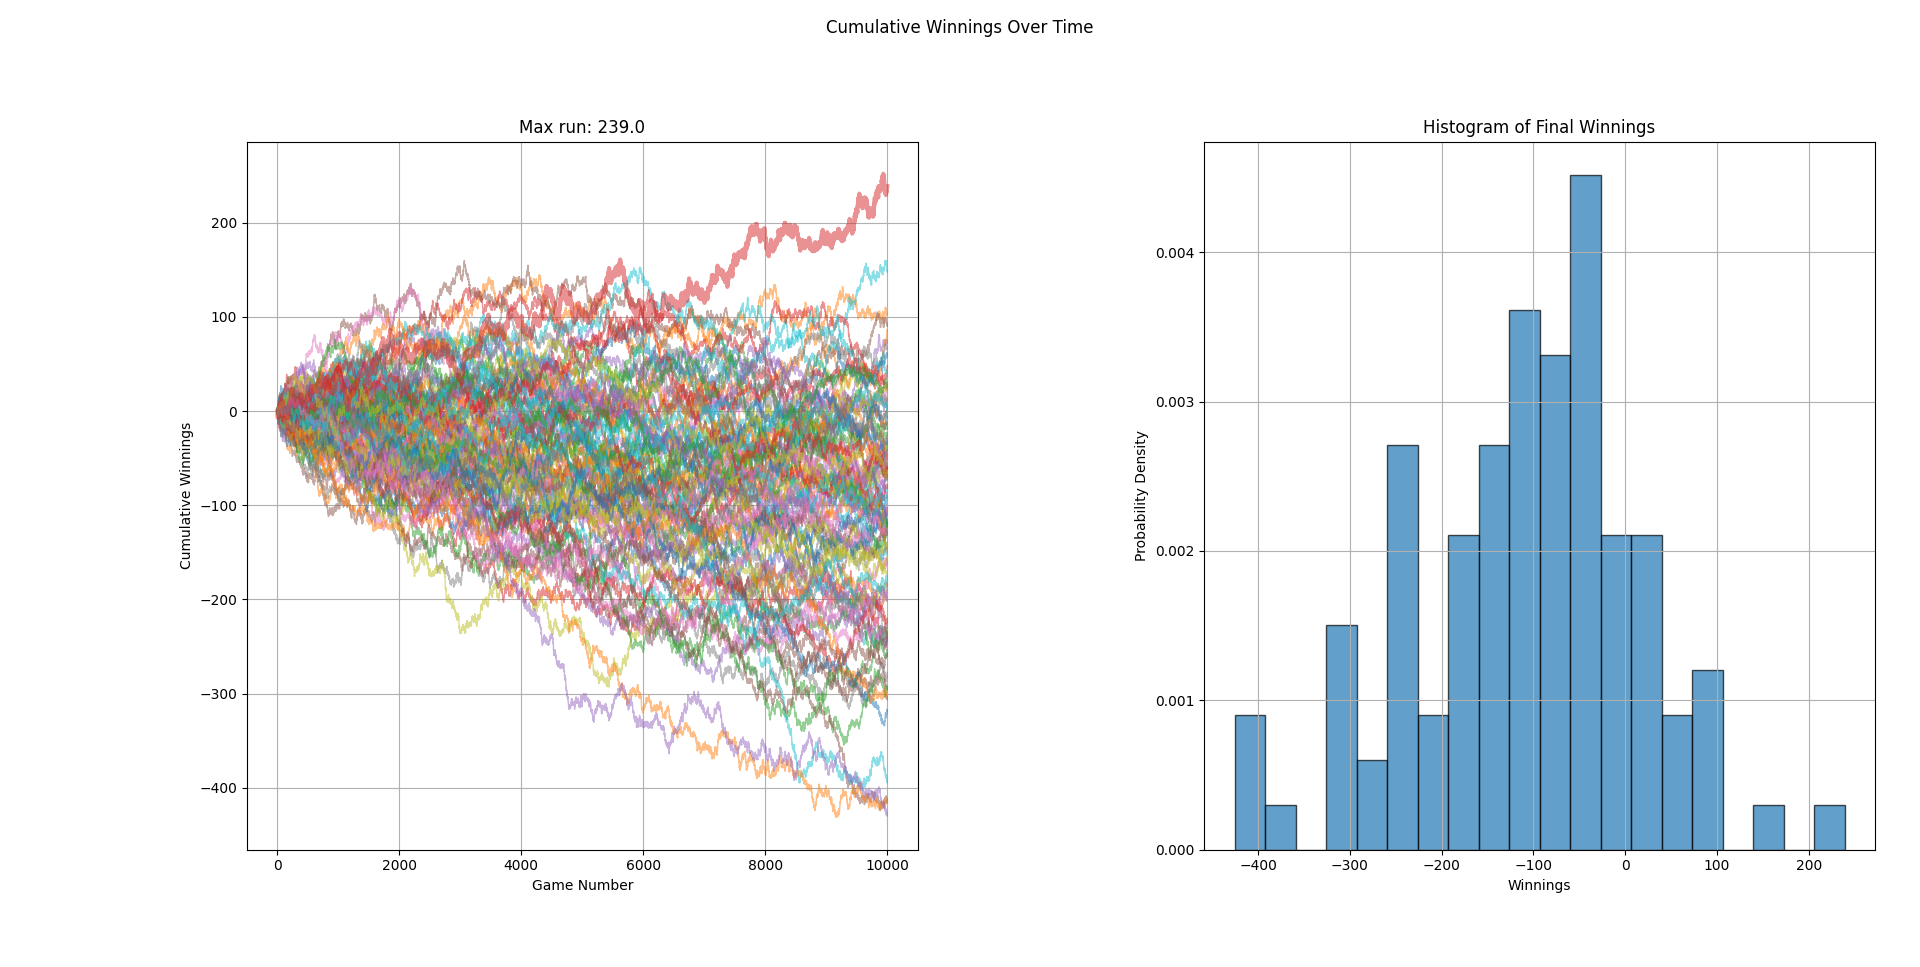 Cumulative Winnings Over Time
Max run: 239.0
200
100
0
−100
−200
−300
−400
Cumulative Winnings
0 2000 4000 6000 8000 10000
Game Number
Histogram of Final Winnings
0.004
0.003
0.002
0.001
0.000
Probability Density
−400 −300 −200 −100 0 100 200
Winnings